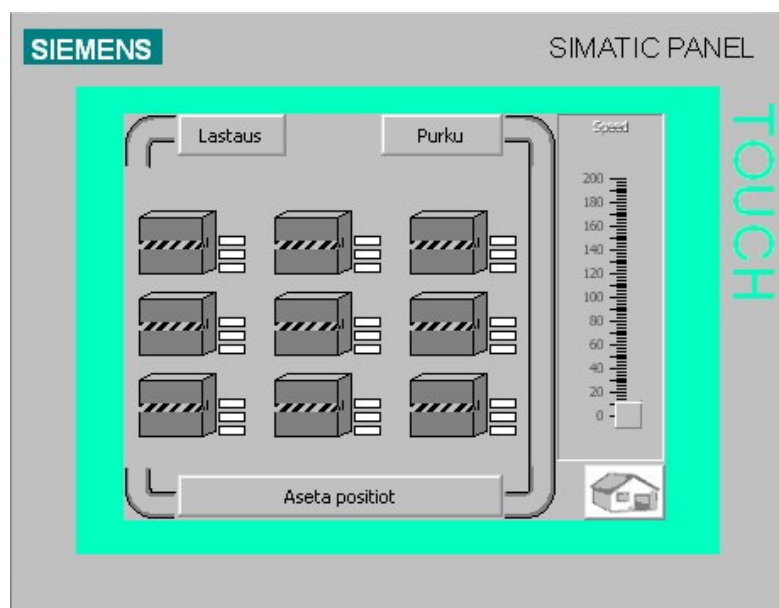 SIEMENS
SIMATIC PANEL
TOUCH
Lastaus
Purku
Speed
200
180
160
140
120
100
80
60
40
20
0
Aseta positiot